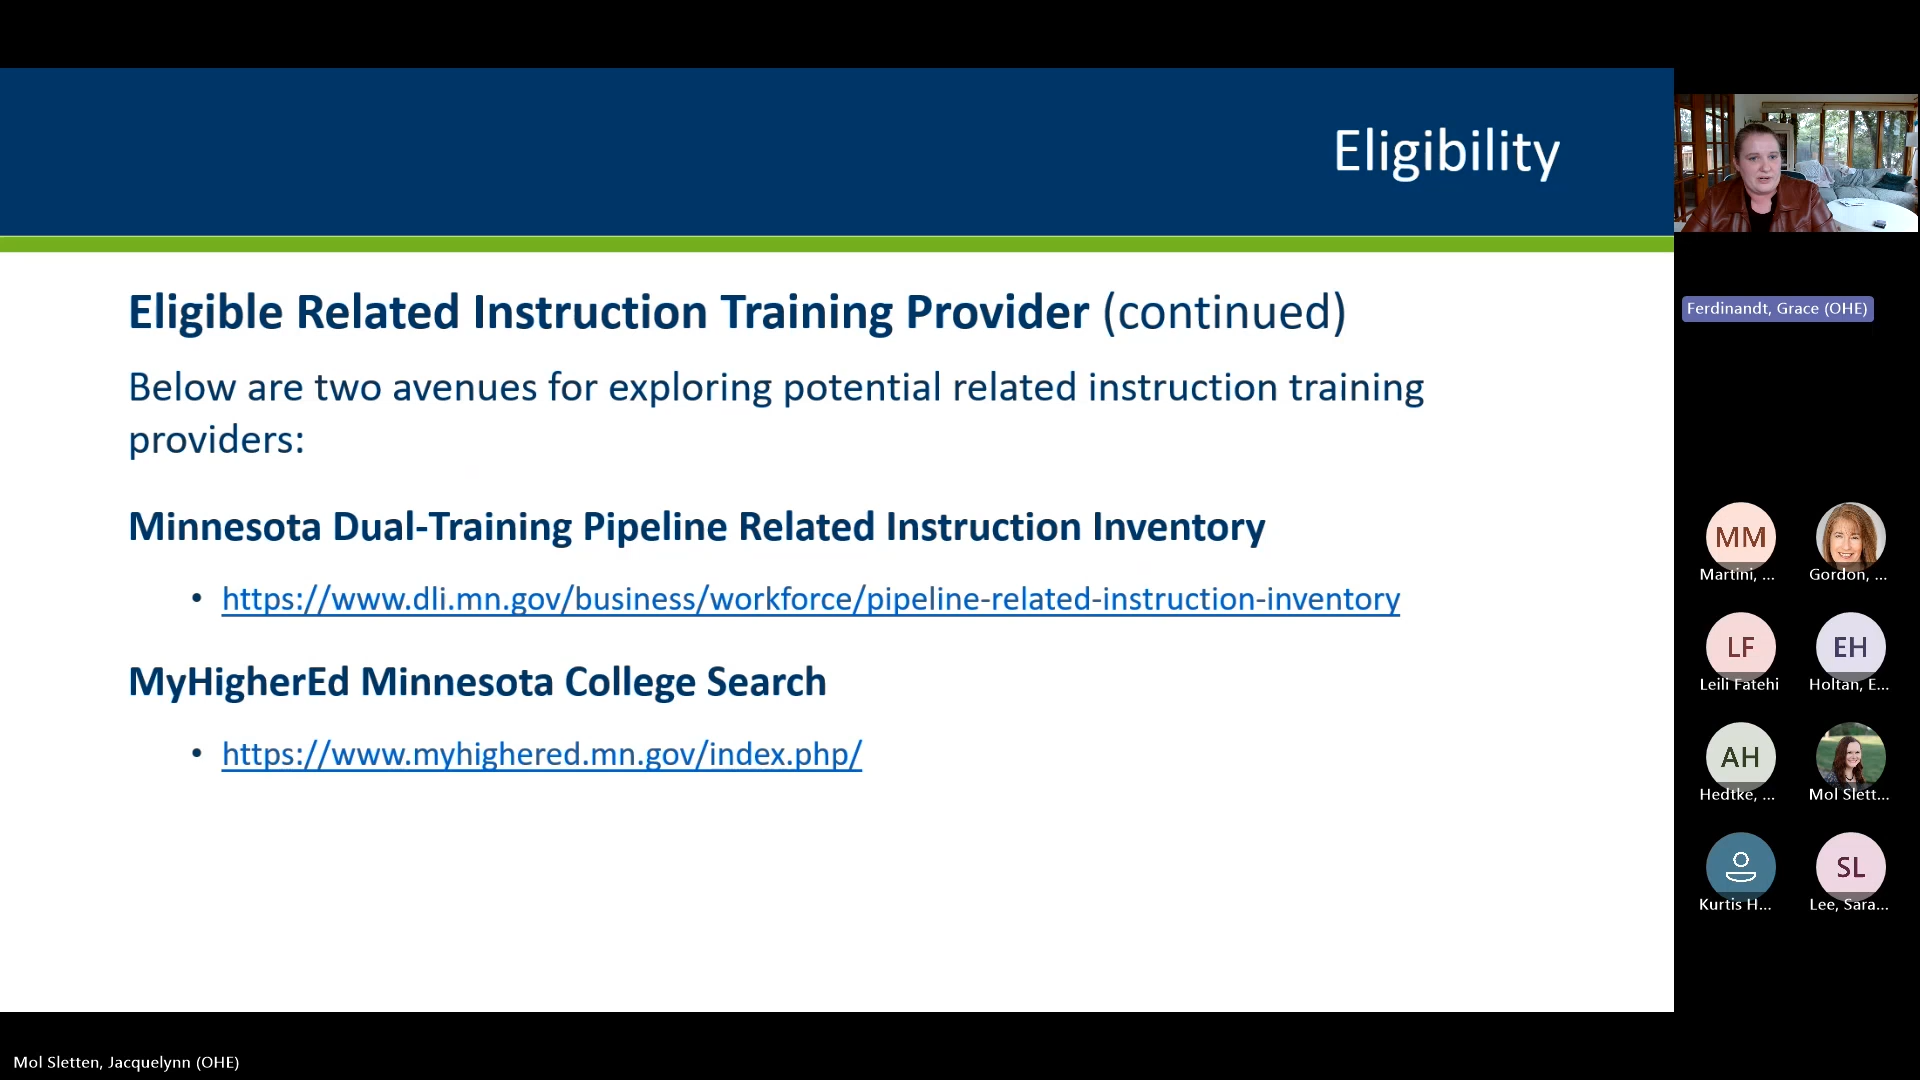 Eligibility
Eligible Related Instruction Training Provider (continued)
Below are two avenues for exploring potential related instruction training
providers:
Minnesota Dual-Training Pipeline Related Instruction Inventory
• https://www.dli.mn.gov/business/workforce/pipeline-related-instruction-inventory
MyHigherEd Minnesota College Search
• https://www.myhighered.mn.gov/index.php/
Ferdinandt, Grace (OHE)
MM
Martini, ...
Gordon, ...
LF
Leili Fatehi
EH
Holtan, E...
AH
Hedtke, ...
Mol Slett...
Kurtis H...
SL
Lee, Sara...
Mol Sletten, Jacquelynn (OHE)